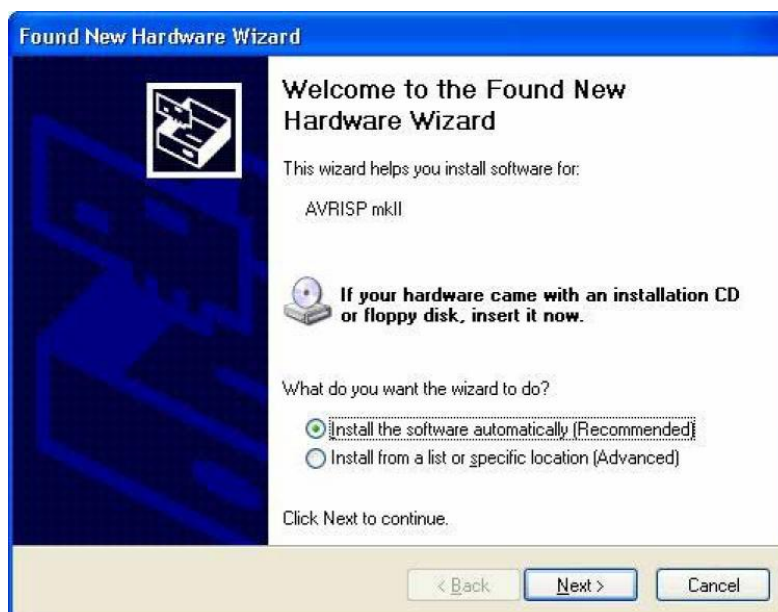 Found New Hardware Wizard
Welcome to the Found New
Hardware Wizard
This wizard helps you install software for:
AVRISP mkII
If your hardware came with an installation CD
or floppy disk, insert it now.
What do you want the wizard to do?
Install the software automatically (Recommended)
Install from a list or specific location (Advanced)
Click Next to continue.
< Back Next > Cancel